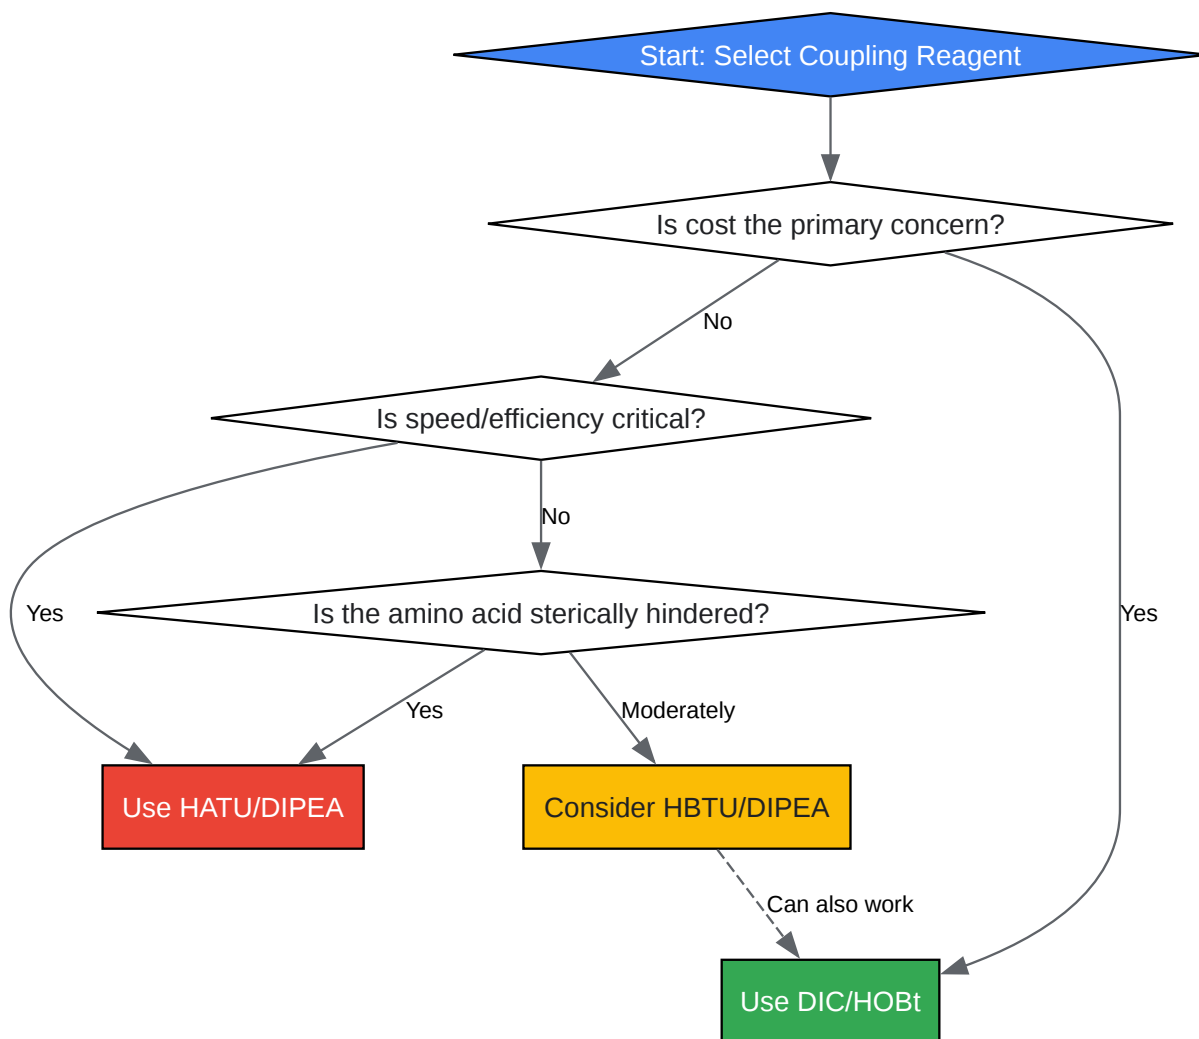 Start: Select Coupling Reagent
Is cost the primary concern?
No
Is speed/efficiency critical?
No
Yes
Is the amino acid sterically hindered?
Yes
Yes
Moderately
Use HATU/DIPEA
Consider HBTU/DIPEA
Can also work
Use DIC/HOBt